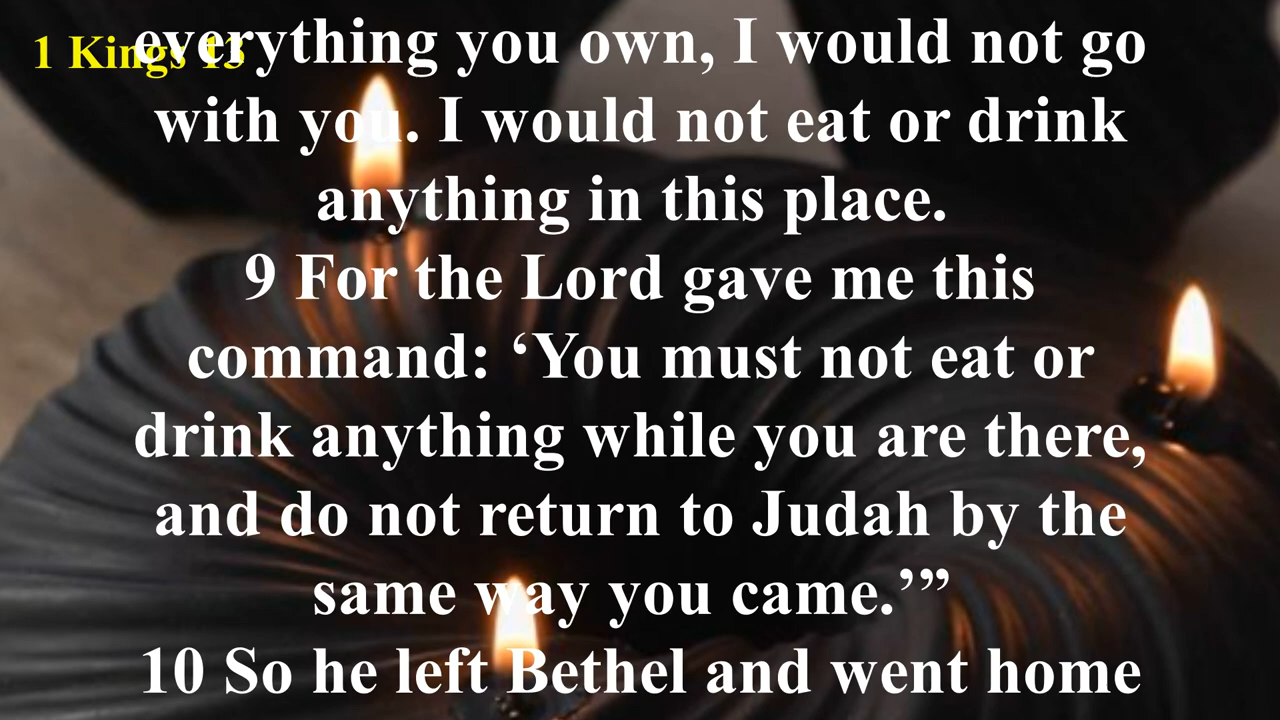 1 Kings 13
everything you own, I would not go
with you. I would not eat or drink
anything in this place.
9 For the Lord gave me this
command: ‘You must not eat or
drink anything while you are there,
and do not return to Judah by the
same way you came.’”
10 So he left Bethel and went home